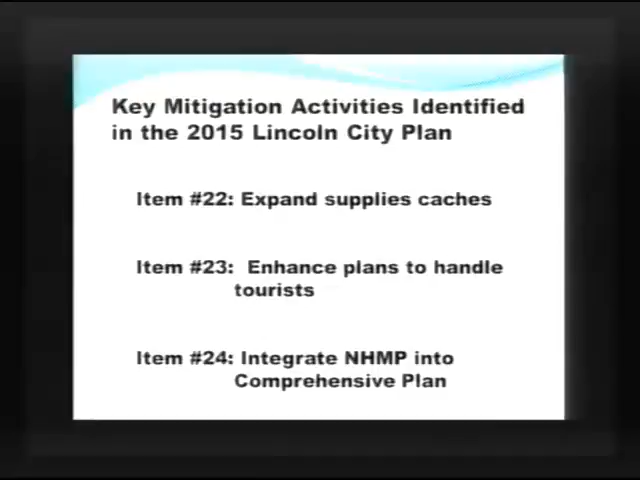 Key Mitigation Activities Identified
in the 2015 Lincoln City Plan
Item #22: Expand supplies caches
Item #23: Enhance plans to handle
tourists
Item #24: Integrate NHMP into
Comprehensive Plan